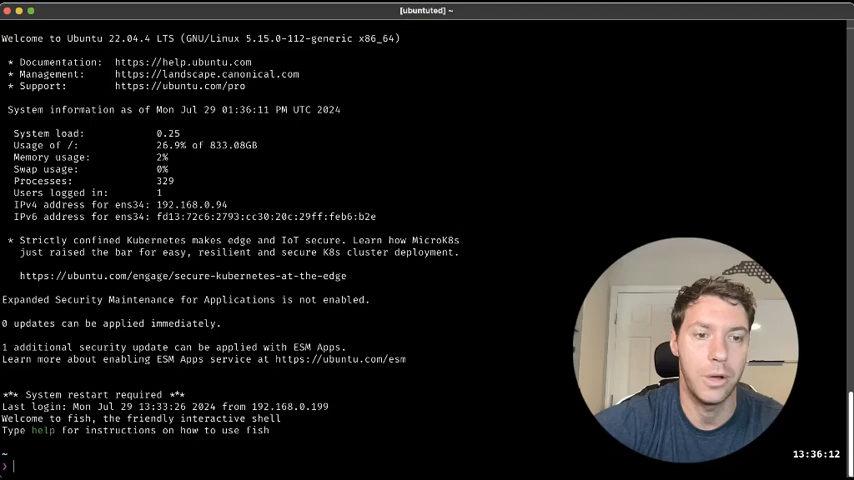 [ubuntuted] ~
Welcome to Ubuntu 22.04.4 LTS (GNU/Linux 5.15.0-112-generic x86_64)
* Documentation: https://help.ubuntu.com
* Management: https://landscape.canonical.com
* Support: https://ubuntu.com/pro
System information as of Mon Jul 29 01:36:11 PM UTC 2024
System load: 0.25
Usage of /: 26.9% of 833.08GB
Memory usage: 2%
Swap usage: 0%
Processes: 329
Users logged in: 1
IPv4 address for ens34: 192.168.0.94
IPv6 address for ens34: fd13:72c6:2793:cc30:20c:29ff:feb6:b2e
* Strictly confined Kubernetes makes edge and IoT secure. Learn how MicroK8s
just raised the bar for easy, resilient and secure K8s cluster deployment.
https://ubuntu.com/engage/secure-kubernetes-at-the-edge
Expanded Security Maintenance for Applications is not enabled.
0 updates can be applied immediately.
1 additional security update can be applied with ESM Apps.
Learn more about enabling ESM Apps service at https://ubuntu.com/esm
*** System restart required ***
Last login: Mon Jul 29 13:33:26 2024 from 192.168.0.199
Welcome to fish, the friendly interactive shell
Type help for instructions on how to use fish
~ 13:36:12
❯